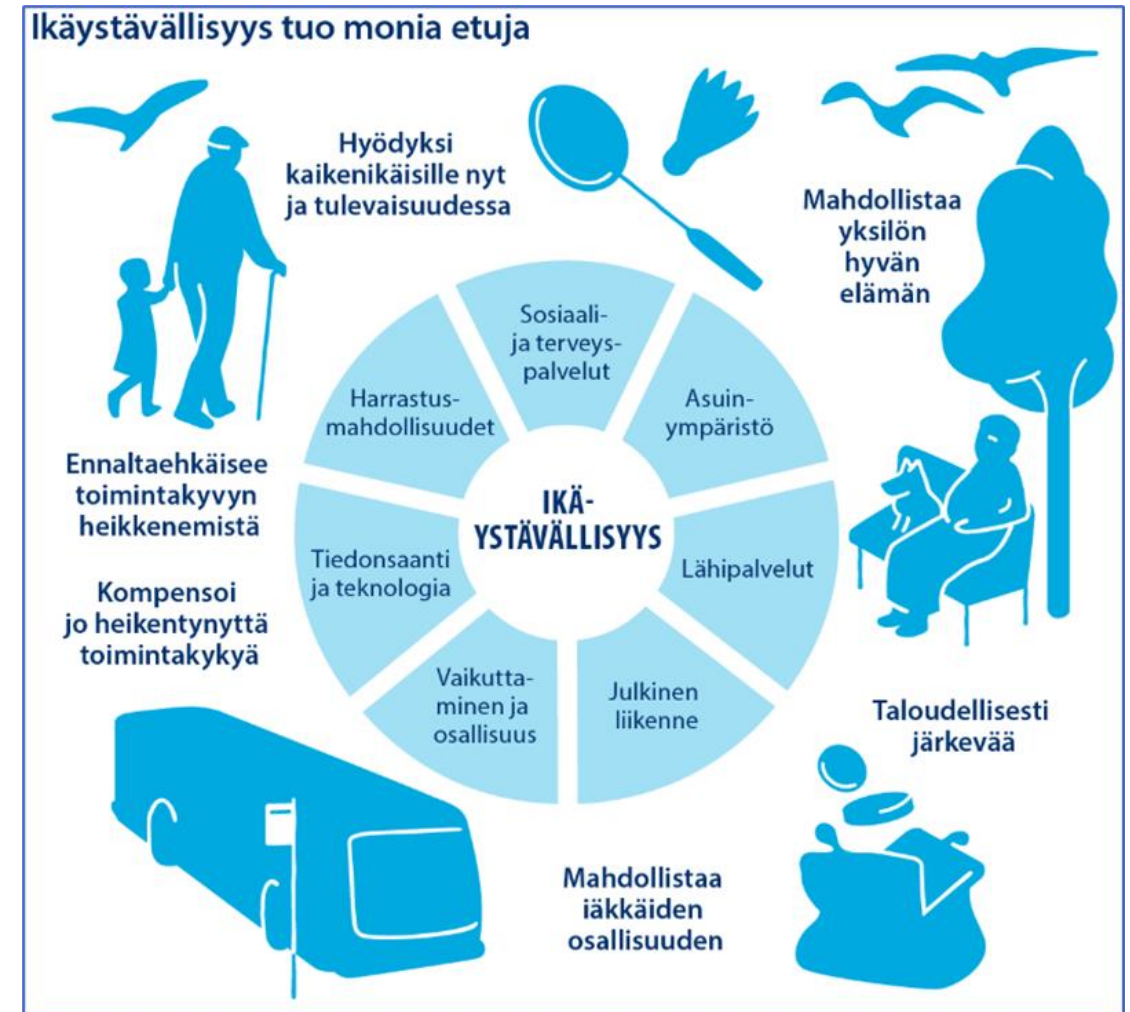 Ikäystävällisyys tuo monia etuja
Hyödyksi
kaikenikäisille nyt
ja tulevaisuudessa
Mahdollistaa
yksilön
hyvän
elämän
Sosiaali-
ja terveys-
palvelut
Harrastus-
mahdollisuudet
Asuin-
ympäristö
Ennaltaehkäisee
toimintakyvyn
heikkenemistä
IKÄ-
YSTÄVÄLLISYYS
Tiedonsaanti
ja teknologia
Lähipalvelut
Kompensoi
jo heikentynyttä
toimintakykyä
Vaikutta-
minen ja
osallisuus
Julkinen
liikenne
Taloudellisesti
järkevää
Mahdollistaa
iäkkäiden
osallisuuden